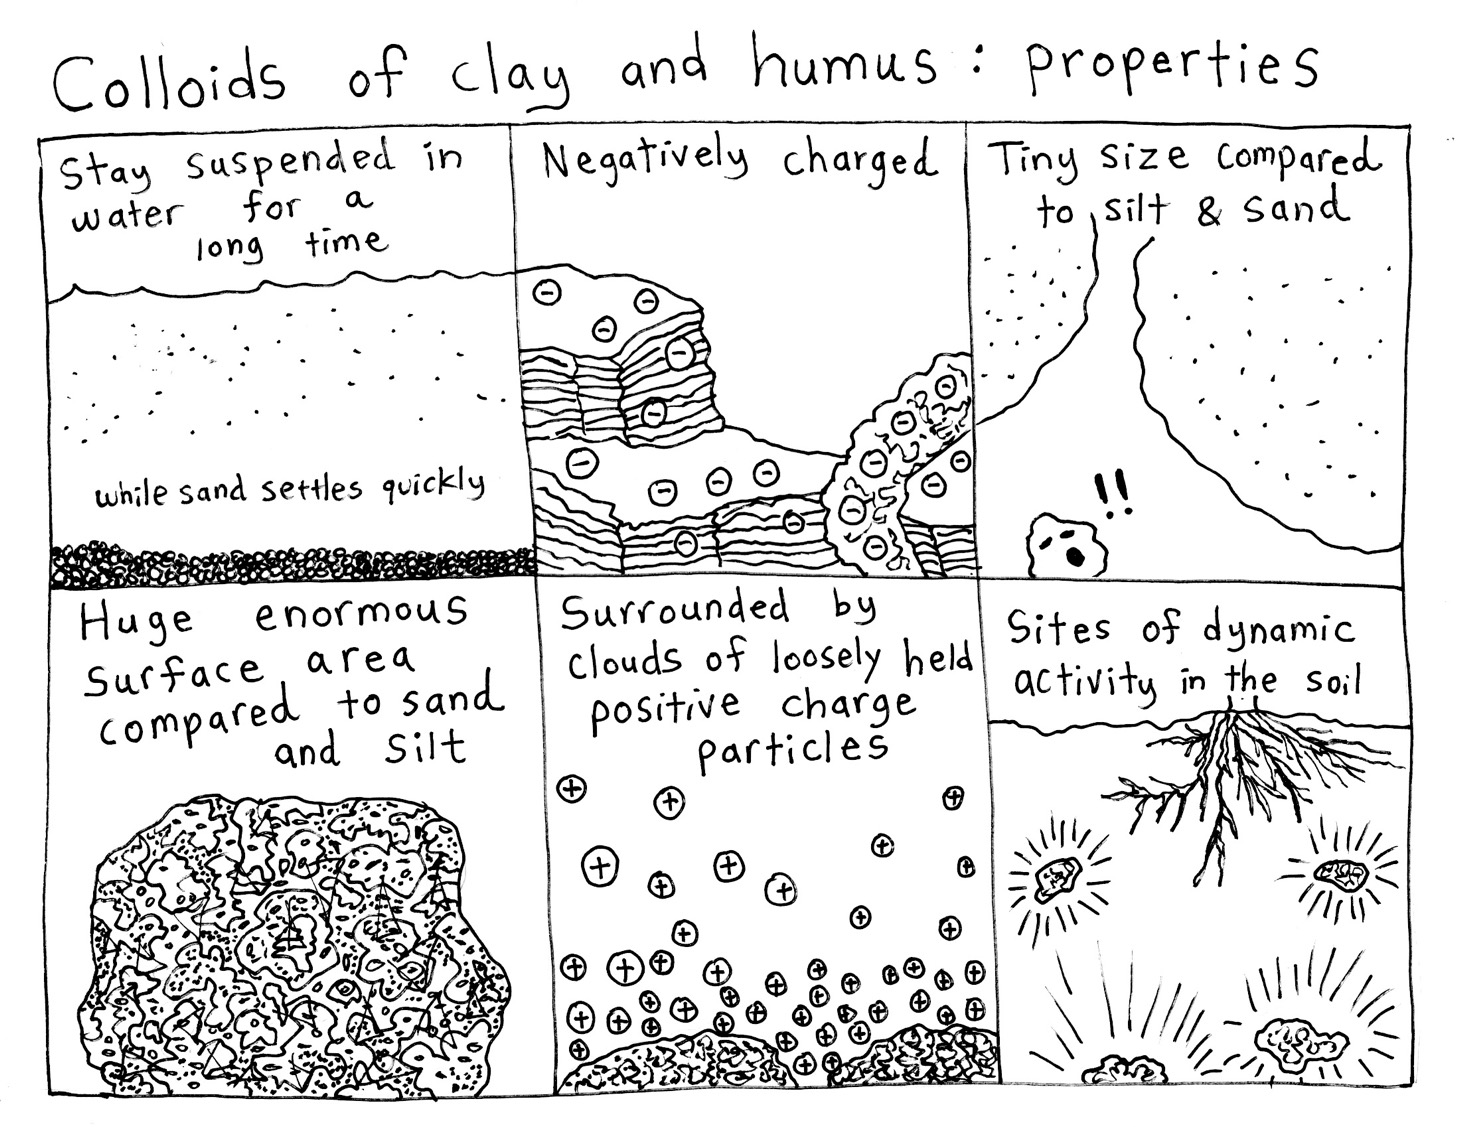 Colloids of clay and humus : properties
Stay suspended in
water for a
long time
while sand settles quickly
Negatively charged
⊖ ⊖ ⊖ ⊖ ⊖ ⊖ ⊖ ⊖ ⊖ ⊖ ⊖ ⊖ ⊖ ⊖ ⊖ ⊖ ⊖ ⊖
Tiny size compared
to silt & sand
!!
Huge enormous
surface area
compared to sand
and silt
Surrounded by
clouds of loosely held
positive charge
particles
Sites of dynamic
activity in the soil